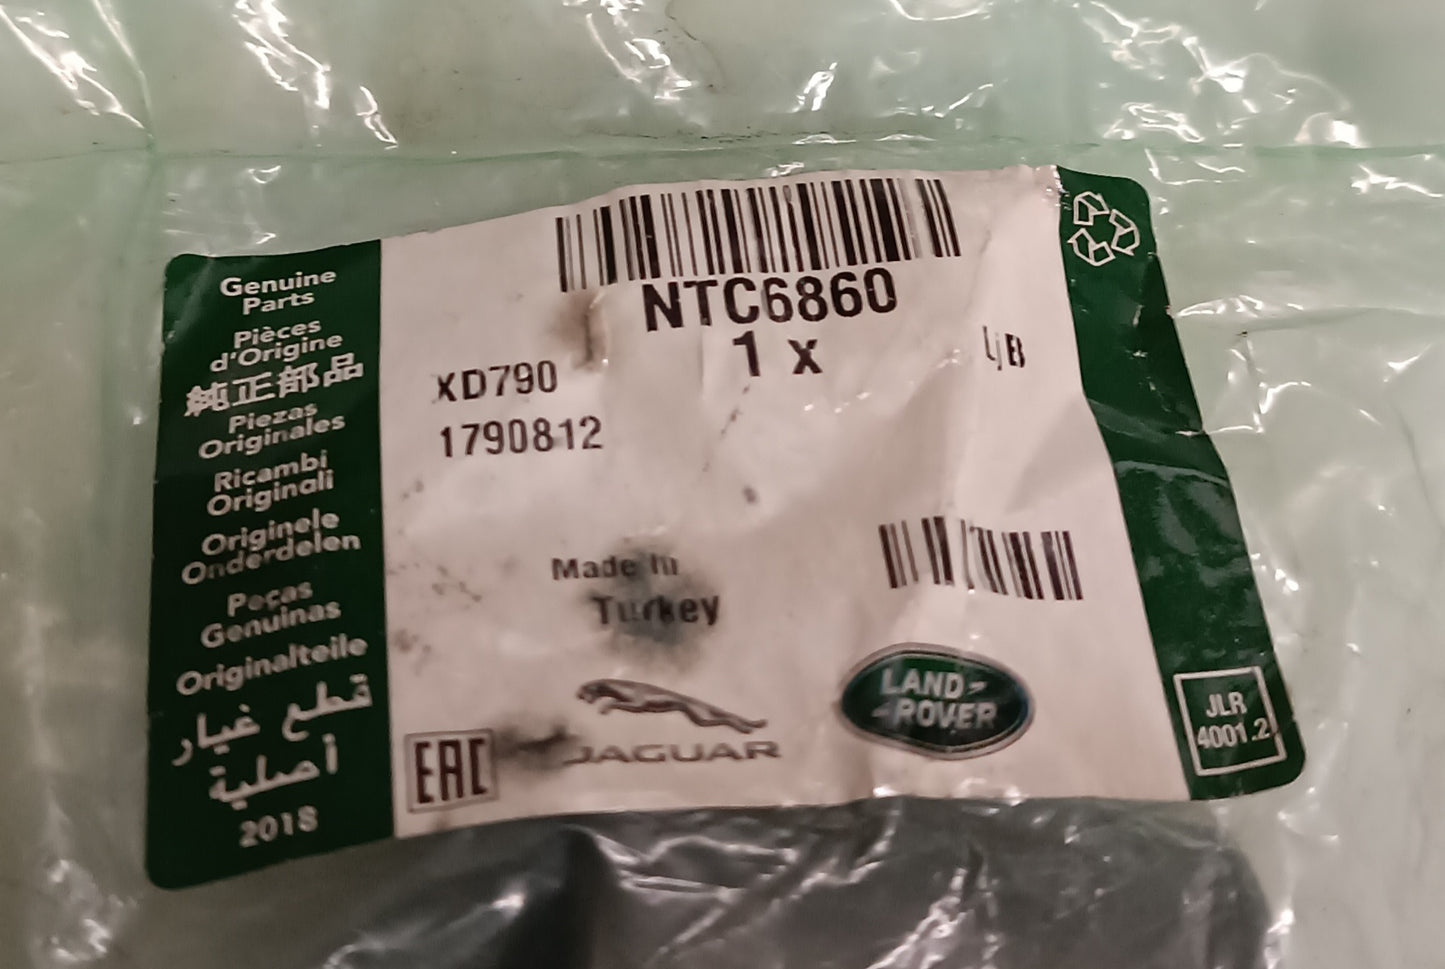 Genuine
Parts
Pièces
d'Origine
純正部品
Piezas
Originales
Ricambi
Originali
Originele
Onderdelen
Peças
Genuinas
Originalteile
قطع غيار
أصلية
2018
NTC6860
1 x
XD790
1790812
Made In
Turkey
EAC
JAGUAR
LAND-
-ROVER
JLR
4001.2